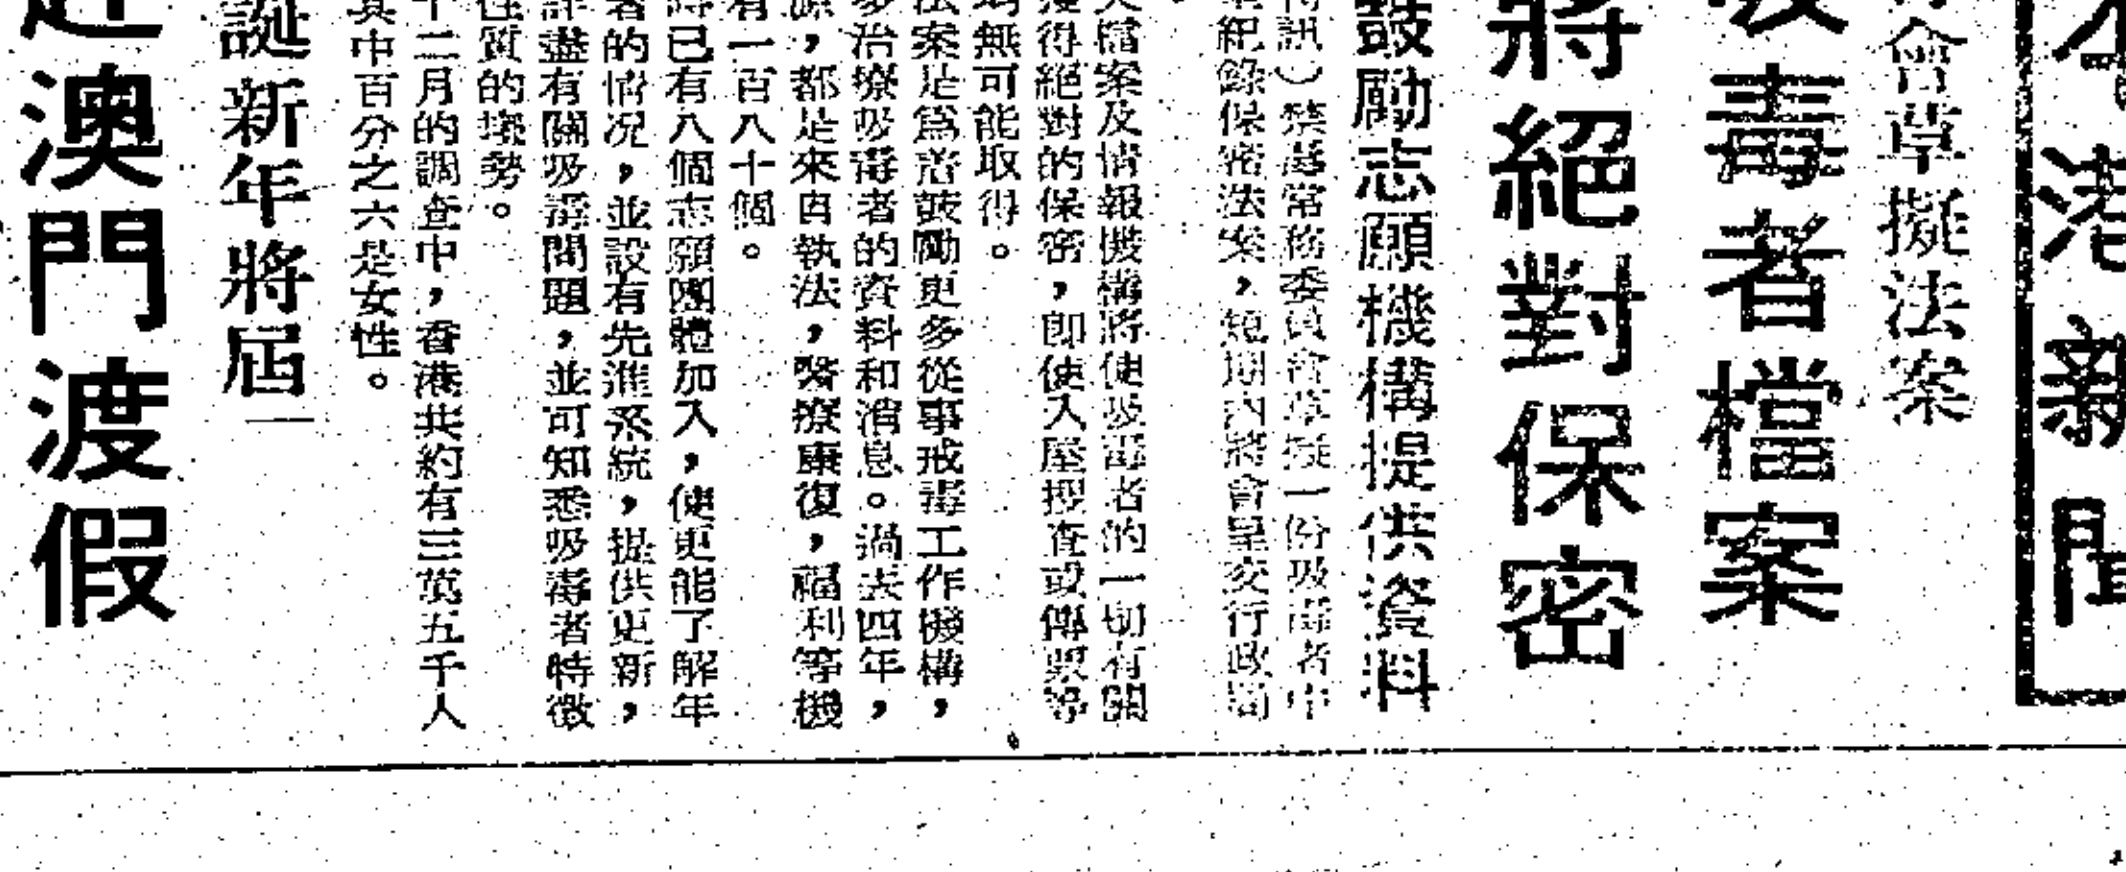 本港新聞
會草擬法案
毒者檔案
將絕對保密
鼓勵志願機構提供資料
訊）禁毒常務委員會草擬一份吸毒者中
紀錄保密法案，短期內將會呈交行政局
檔案及情報機構將使吸毒者的一切有關
得絕對的保密，即使入屋搜查或傳票等
無可能取得。
法案是為着鼓勵更多從事戒毒工作機構，
多治療吸毒者的資料和消息。過去四年，
源，都是來自執法，醫療康復，福利等機
有一百八十個。
時已有八個志願團體加入，使更能了解年
者的情況，並設有先進系統，提供更新，
詳盡有關吸毒問題，並可知悉吸毒者特徵
性質的趨勢。
十二月的調查中，香港共約有三萬五千人
其中百分之六是女性。
誕新年將屆
赴澳門渡假